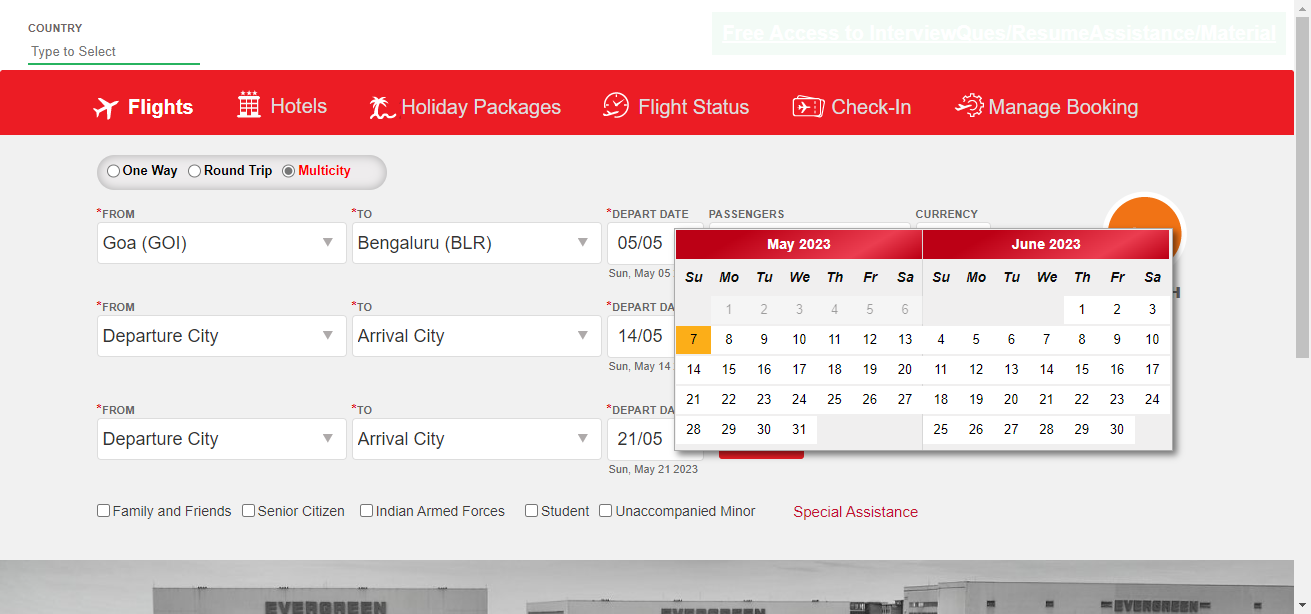 COUNTRY
Type to Select
Free Access to InterviewQues/ResumeAssistance/Material
Flights Hotels Holiday Packages Flight Status Check-In Manage Booking
One Way Round Trip Multicity
*FROM *TO *DEPART DATE PASSENGERS CURRENCY
Goa (GOI) Bengaluru (BLR) 05/05
Sun, May 05
*FROM *TO *DEPART DA
Departure City Arrival City 14/05
Sun, May 14
*FROM *TO *DEPART DA
Departure City Arrival City 21/05
Sun, May 21 2023
May 2023 June 2023
Su Mo Tu We Th Fr Sa Su Mo Tu We Th Fr Sa
1 2 3 4 5 6 1 2 3
7 8 9 10 11 12 13 4 5 6 7 8 9 10
14 15 16 17 18 19 20 11 12 13 14 15 16 17
21 22 23 24 25 26 27 18 19 20 21 22 23 24
28 29 30 31 25 26 27 28 29 30
H
Family and Friends Senior Citizen Indian Armed Forces Student Unaccompanied Minor Special Assistance
EVERGREEN EVERGREEN EVERGREEN